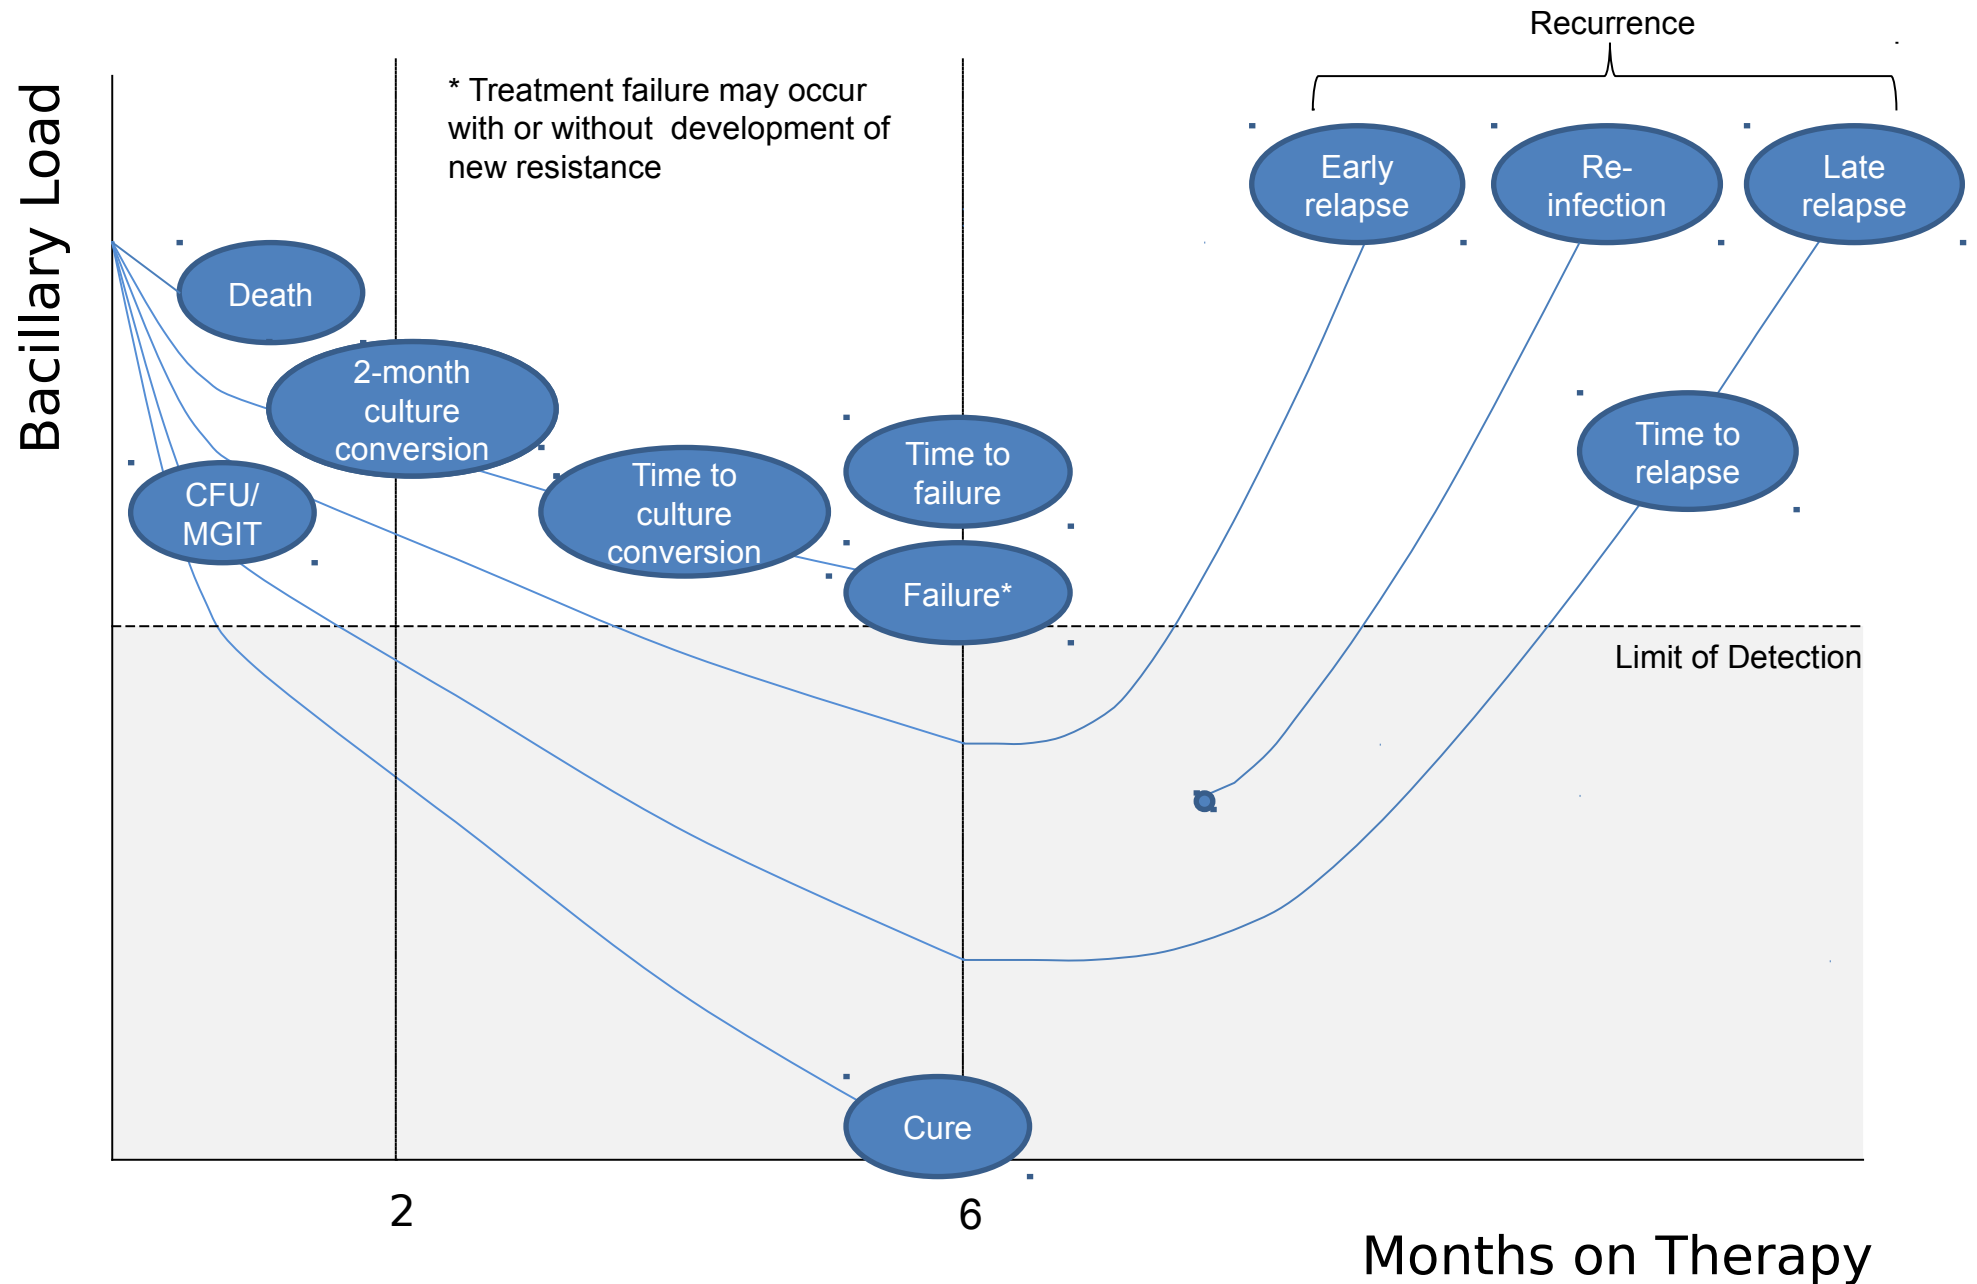 Recurrence
* Treatment failure may occur
with or without  development of
new resistance
Bacillary Load
Early
relapse
Re-
infection
Late
relapse
Death
2-month
culture
conversion
Time to
culture
conversion
Time to
failure
Time to
relapse
CFU/
MGIT
Failure*
Limit of Detection
Cure
2
6
Months on Therapy